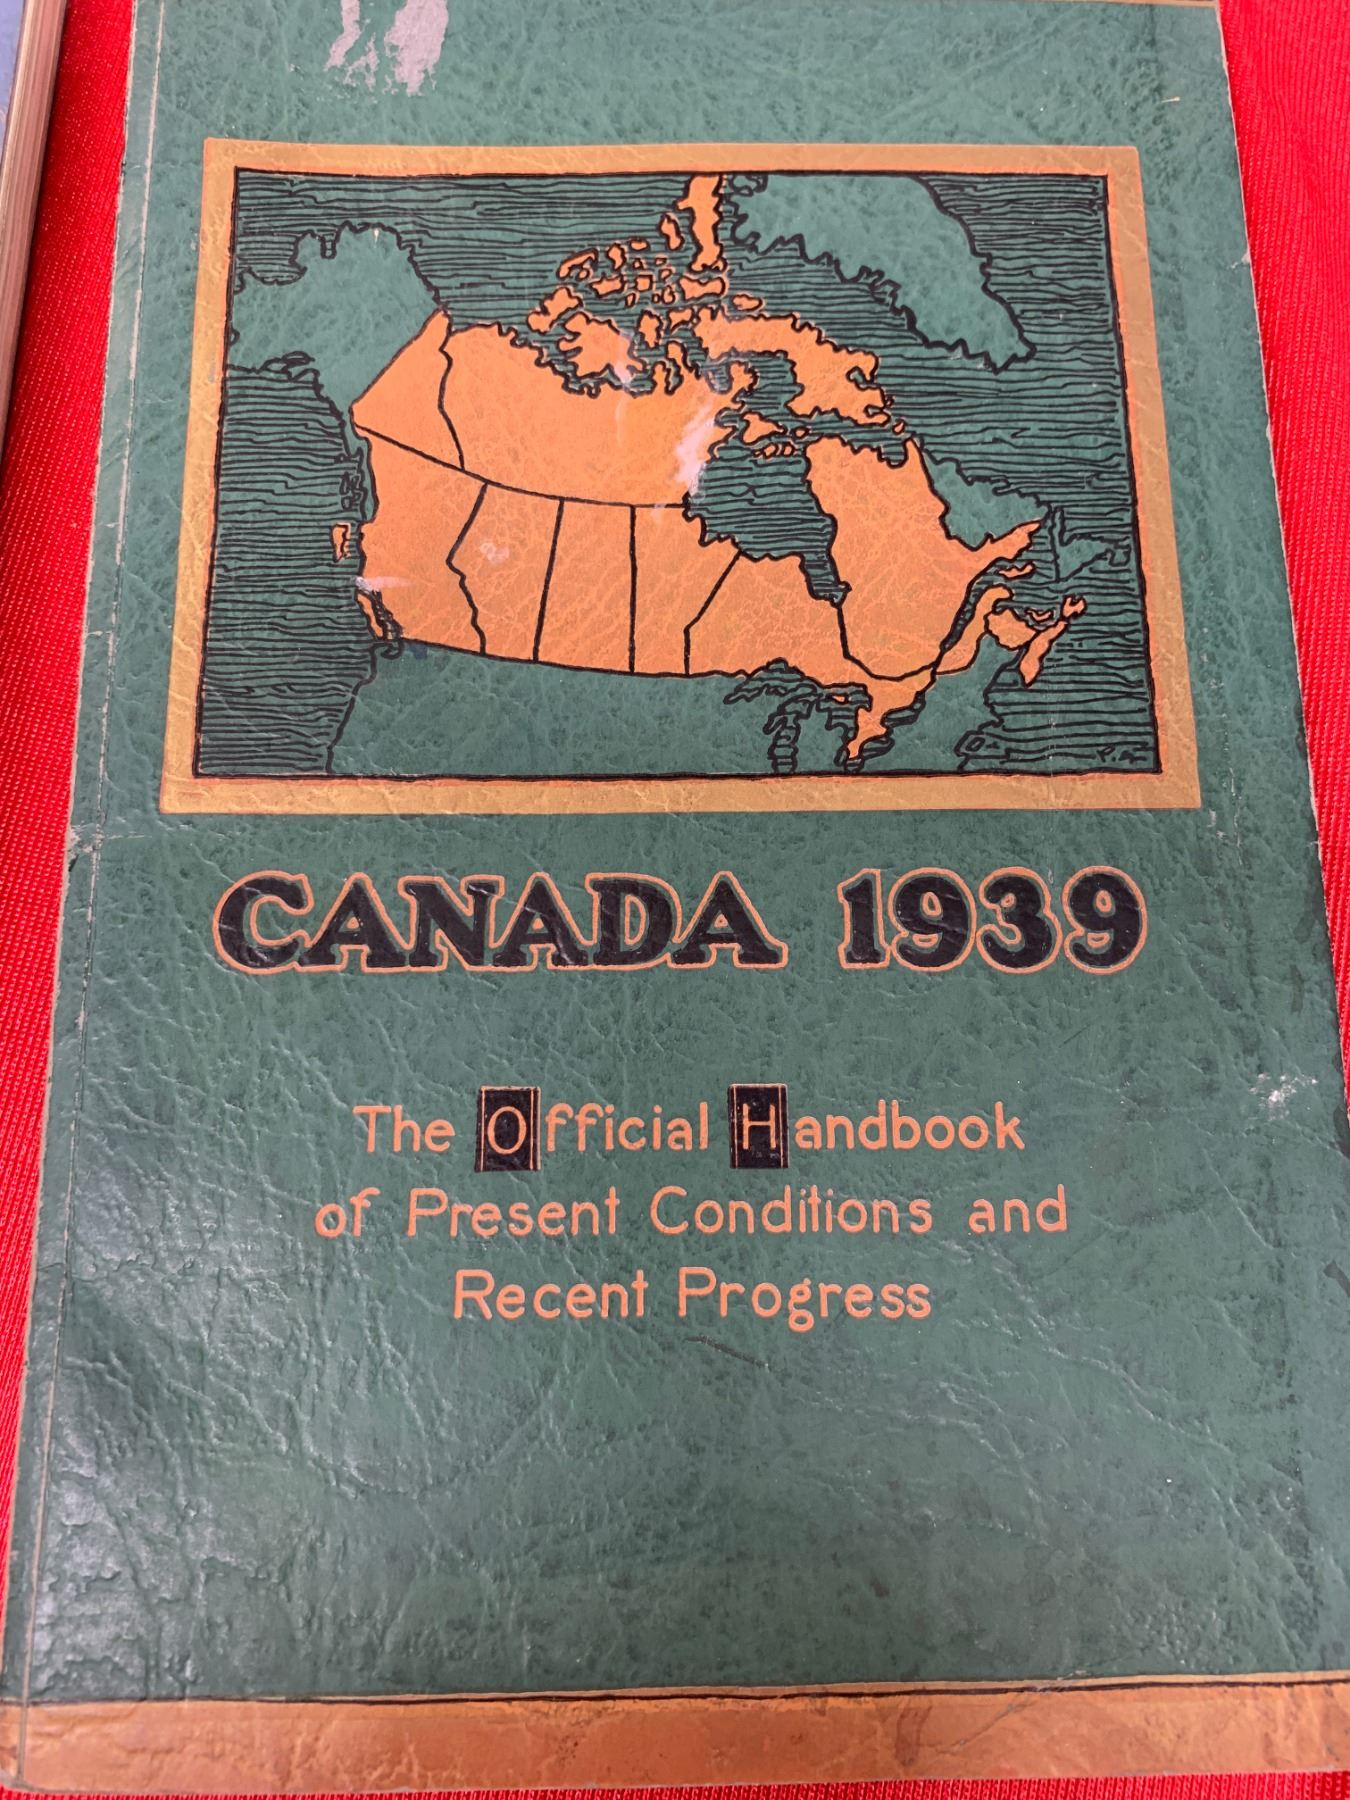 CANADA 1939
The Official Handbook
of Present Conditions and
Recent Progress